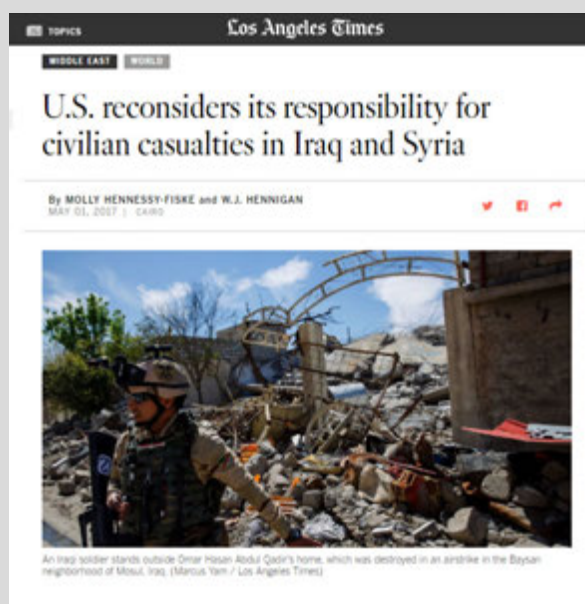 TOPICS
Los Angeles Times
MIDDLE EAST
WORLD
U.S. reconsiders its responsibility for
civilian casualties in Iraq and Syria
By MOLLY HENNESSY-FISKE and W.J. HENNIGAN
MAY 01, 2017 | CAIRO
An Iraqi soldier stands outside Omar Hasan Abdul Qadir's home, which was destroyed in an airstrike in the Baysan
neighborhood of Mosul, Iraq. (Marcus Yam / Los Angeles Times)